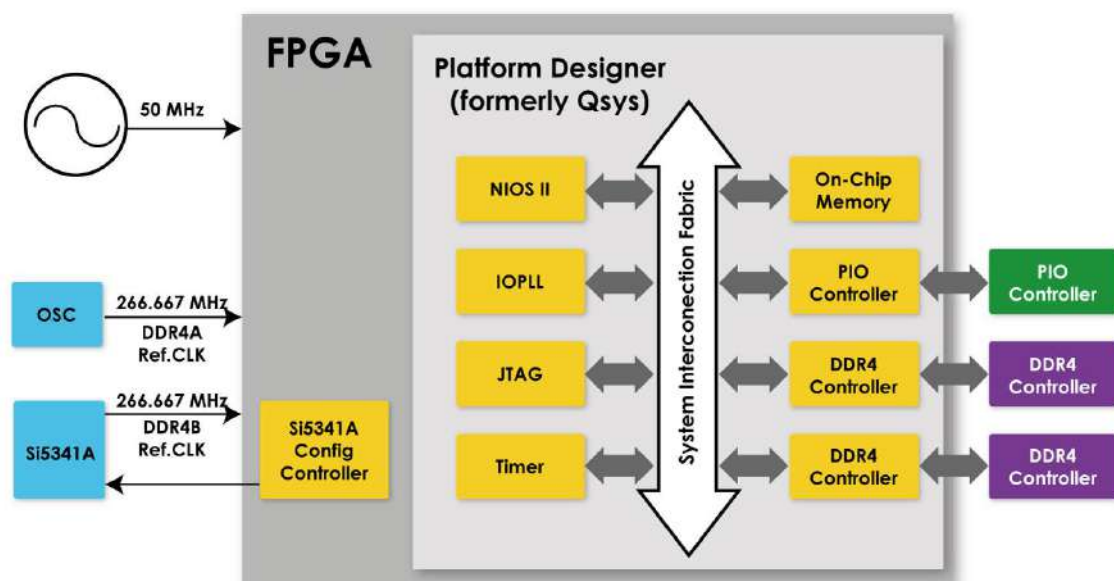 FPGA
Platform Designer
(formerly Qsys)
50 MHz
NIOS II
On-Chip
Memory
System Interconnection Fabric
IOPLL
PIO
Controller
PIO
Controller
OSC
266.667 MHz
DDR4A
Ref.CLK
JTAG
DDR4
Controller
DDR4
Controller
Si5341A
266.667 MHz
DDR4B
Ref.CLK
Si5341A
Config
Controller
Timer
DDR4
Controller
DDR4
Controller